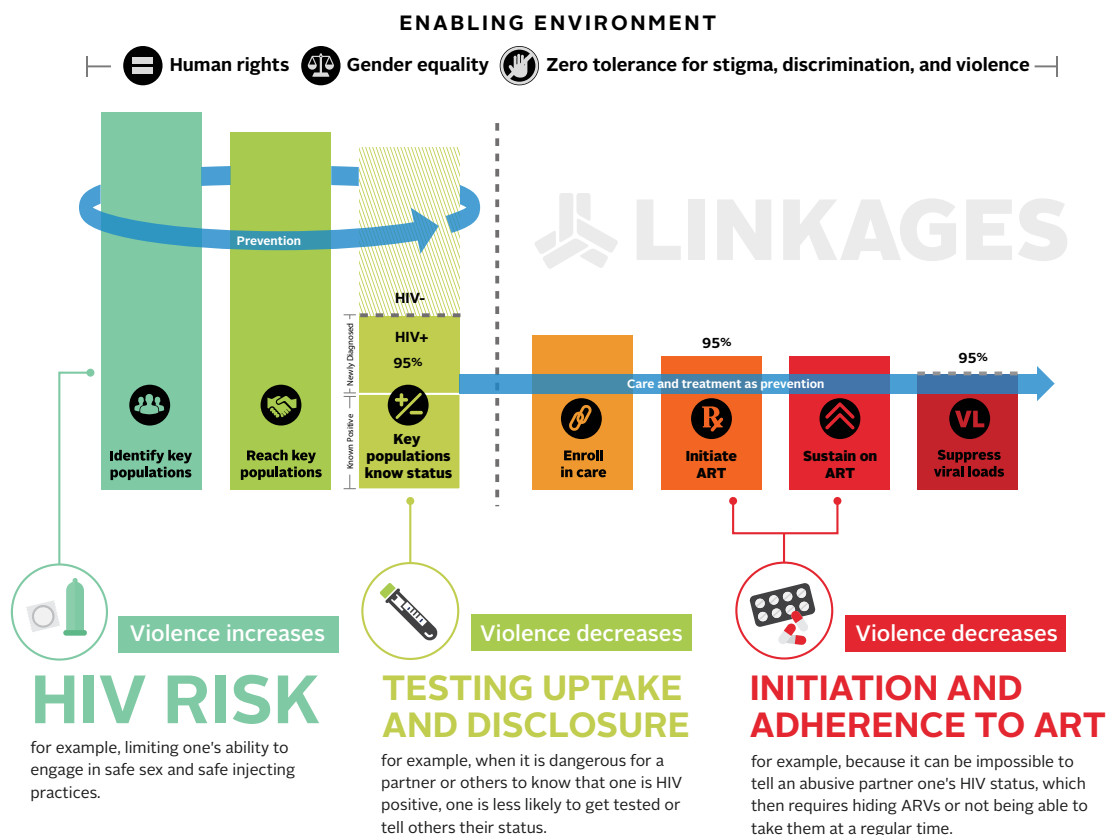 ENABLING ENVIRONMENT
Human rights
Gender equality
Zero tolerance for stigma, discrimination, and violence
Prevention
LINKAGES
HIV-
HIV+
95%
Newly Diagnosed
Known Positive
95%
95%
Care and treatment as prevention
Identify key
populations
Reach key
populations
Key
populations
know status
Enroll
in care
Rx
Initiate
ART
Sustain on
ART
VL
Suppress
viral loads
Violence increases
HIV RISK
for example, limiting one's ability to
engage in safe sex and safe injecting
practices.
Violence decreases
TESTING UPTAKE
AND DISCLOSURE
for example, when it is dangerous for a
partner or others to know that one is HIV
positive, one is less likely to get tested or
tell others their status.
Violence decreases
INITIATION AND
ADHERENCE TO ART
for example, because it can be impossible to
tell an abusive partner one's HIV status, which
then requires hiding ARVs or not being able to
take them at a regular time.